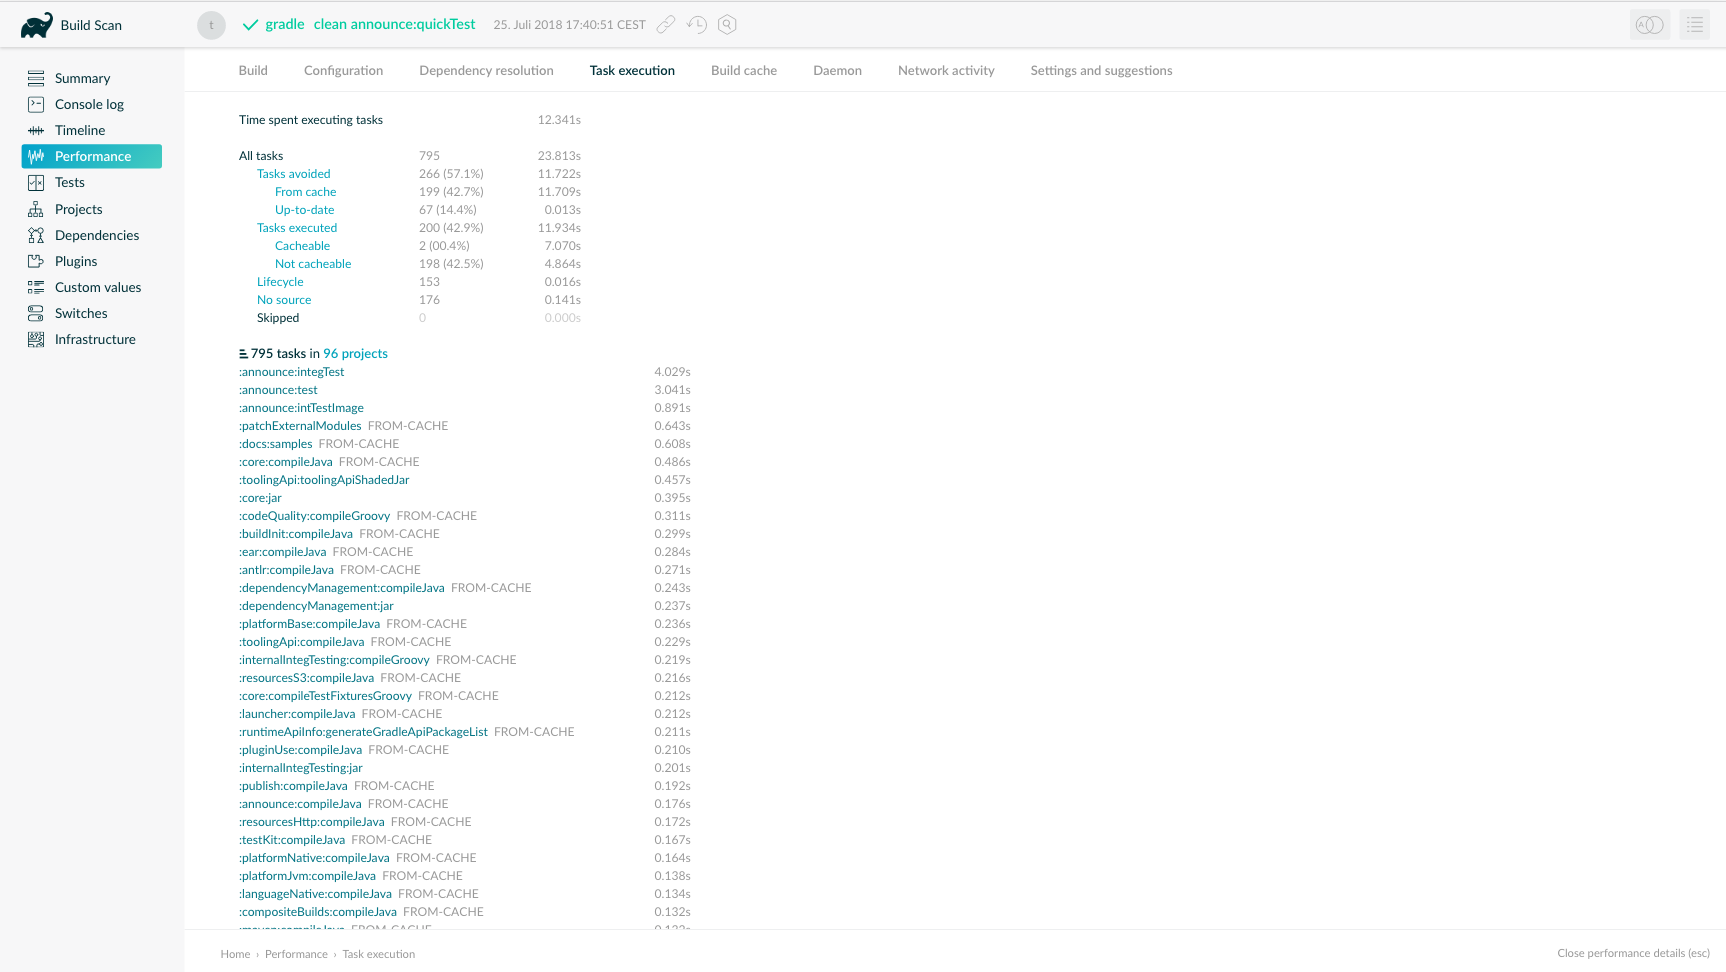 Build Scan
t
gradle clean announce:quickTest 25. Juli 2018 17:40:51 CEST
Summary
Console log
Timeline
Performance
Tests
Projects
Dependencies
Plugins
Custom values
Switches
Infrastructure
Build Configuration Dependency resolution Task execution Build cache Daemon Network activity Settings and suggestions
Time spent executing tasks 12.341s
All tasks 795 23.813s
Tasks avoided 266 (57.1%) 11.722s
From cache 199 (42.7%) 11.709s
Up-to-date 67 (14.4%) 0.013s
Tasks executed 200 (42.9%) 11.934s
Cacheable 2 (00.4%) 7.070s
Not cacheable 198 (42.5%) 4.864s
Lifecycle 153 0.016s
No source 176 0.141s
Skipped 0 0.000s
795 tasks in 96 projects
:announce:integTest 4.029s
:announce:test 3.041s
:announce:intTestImage 0.891s
:patchExternalModules FROM-CACHE 0.643s
:docs:samples FROM-CACHE 0.608s
:core:compileJava FROM-CACHE 0.486s
:toolingApi:toolingApiShadedJar 0.457s
:core:jar 0.395s
:codeQuality:compileGroovy FROM-CACHE 0.311s
:buildInit:compileJava FROM-CACHE 0.299s
:ear:compileJava FROM-CACHE 0.284s
:antlr:compileJava FROM-CACHE 0.271s
:dependencyManagement:compileJava FROM-CACHE 0.243s
:dependencyManagement:jar 0.237s
:platformBase:compileJava FROM-CACHE 0.236s
:toolingApi:compileJava FROM-CACHE 0.229s
:internalIntegTesting:compileGroovy FROM-CACHE 0.219s
:resourcesS3:compileJava FROM-CACHE 0.216s
:core:compileTestFixturesGroovy FROM-CACHE 0.212s
:launcher:compileJava FROM-CACHE 0.212s
:runtimeApiInfo:generateGradleApiPackageList FROM-CACHE 0.211s
:pluginUse:compileJava FROM-CACHE 0.210s
:internalIntegTesting:jar 0.201s
:publish:compileJava FROM-CACHE 0.192s
:announce:compileJava FROM-CACHE 0.176s
:resourcesHttp:compileJava FROM-CACHE 0.172s
:testKit:compileJava FROM-CACHE 0.167s
:platformNative:compileJava FROM-CACHE 0.164s
:platformJvm:compileJava FROM-CACHE 0.138s
:languageNative:compileJava FROM-CACHE 0.134s
:compositeBuilds:compileJava FROM-CACHE 0.132s
Home › Performance › Task execution
Close performance details (esc)